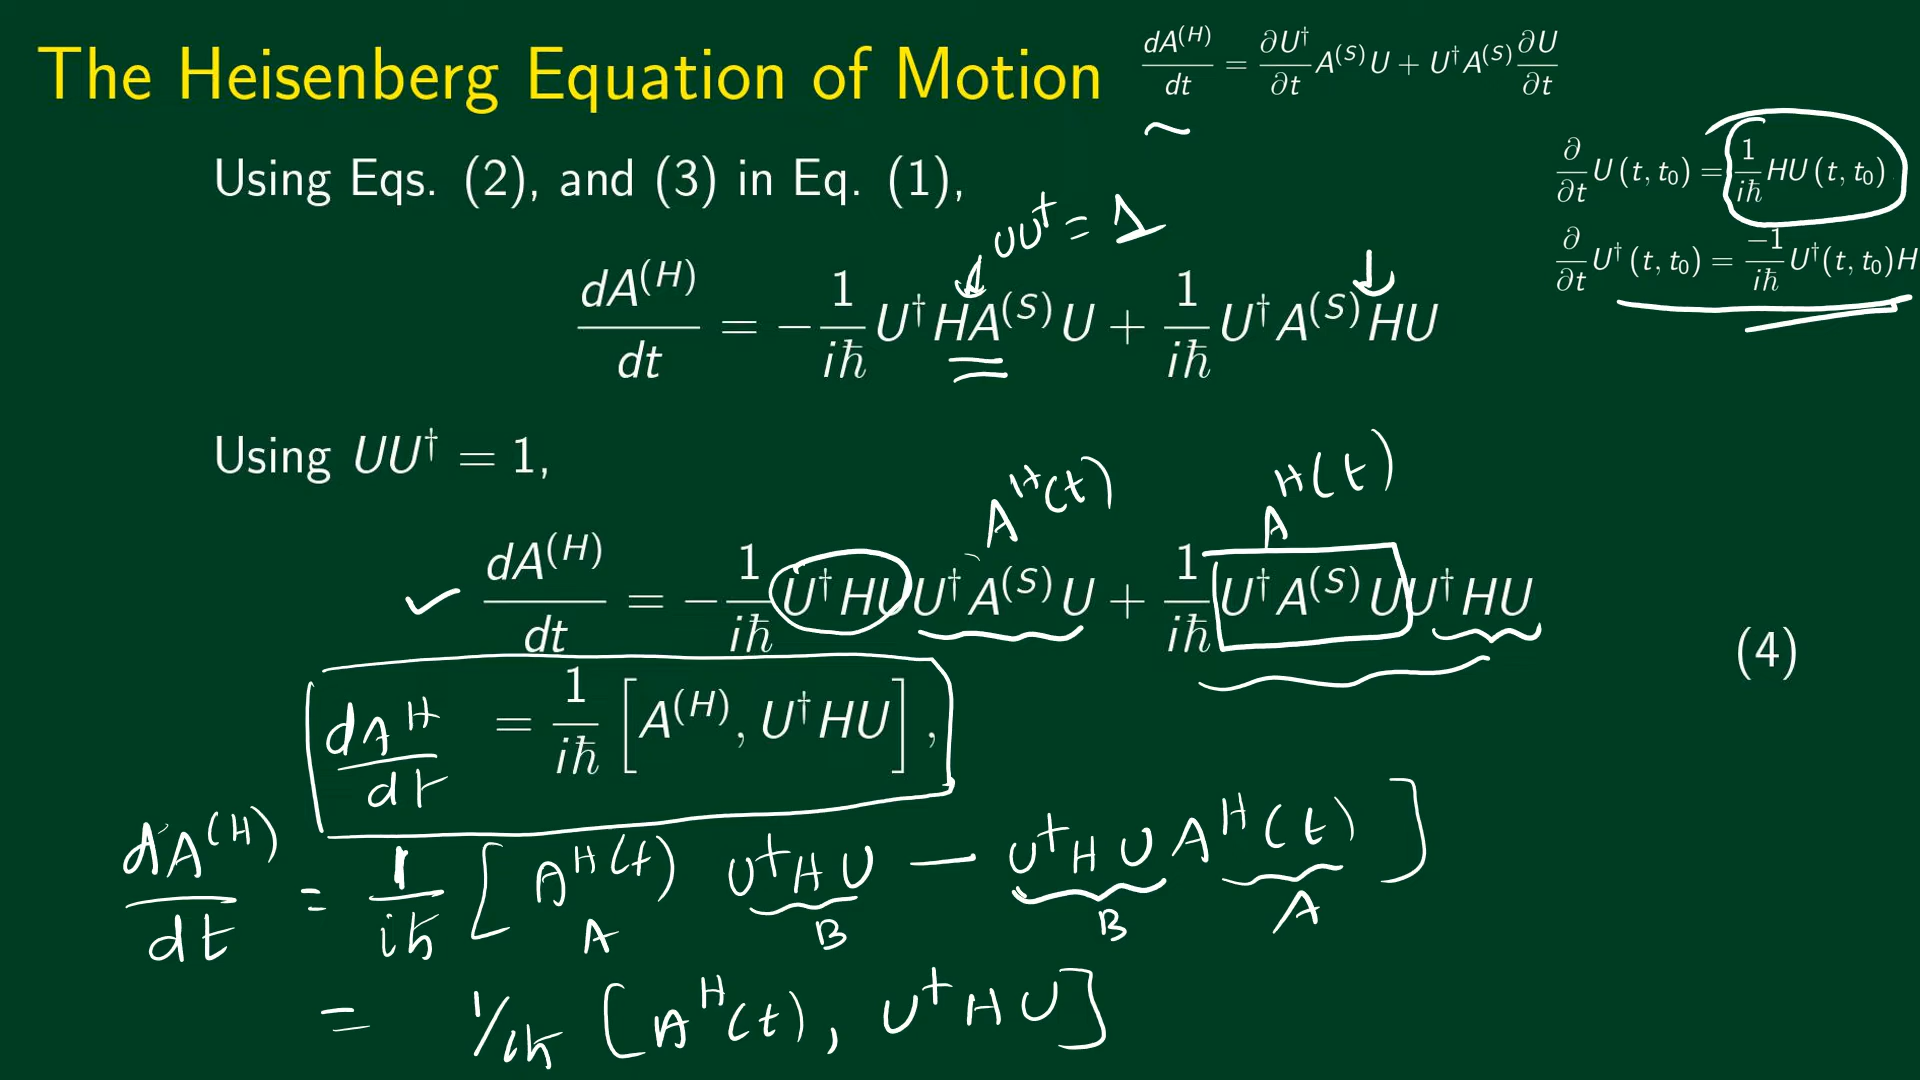 The Heisenberg Equation of Motion
dA^(H)/dt = ∂U†/∂t A^(S) U + U† A^(S) ∂U/∂t
∂/∂t U(t, t₀) = 1/iħ HU(t, t₀)
∂/∂t U†(t, t₀) = −1/iħ U†(t, t₀)H
Using Eqs. (2), and (3) in Eq. (1),
UU† = 1
dA^(H)/dt = − 1/iħ U†HA^(S)U + 1/iħ U†A^(S)HU
Using UU† = 1,
A^H(t) A^H(t)
dA^(H)/dt = − 1/iħ U†HUU†A^(S)U + 1/iħ U†A^(S)UU†HU
(4)
dA^H/dt = 1/iħ [A^(H), U†HU],
dA^(H)/dt = 1/iħ [A^H(t) U†HU − U†HU A^H(t)]
A B B A
= 1/iħ [A^H(t), U†HU]